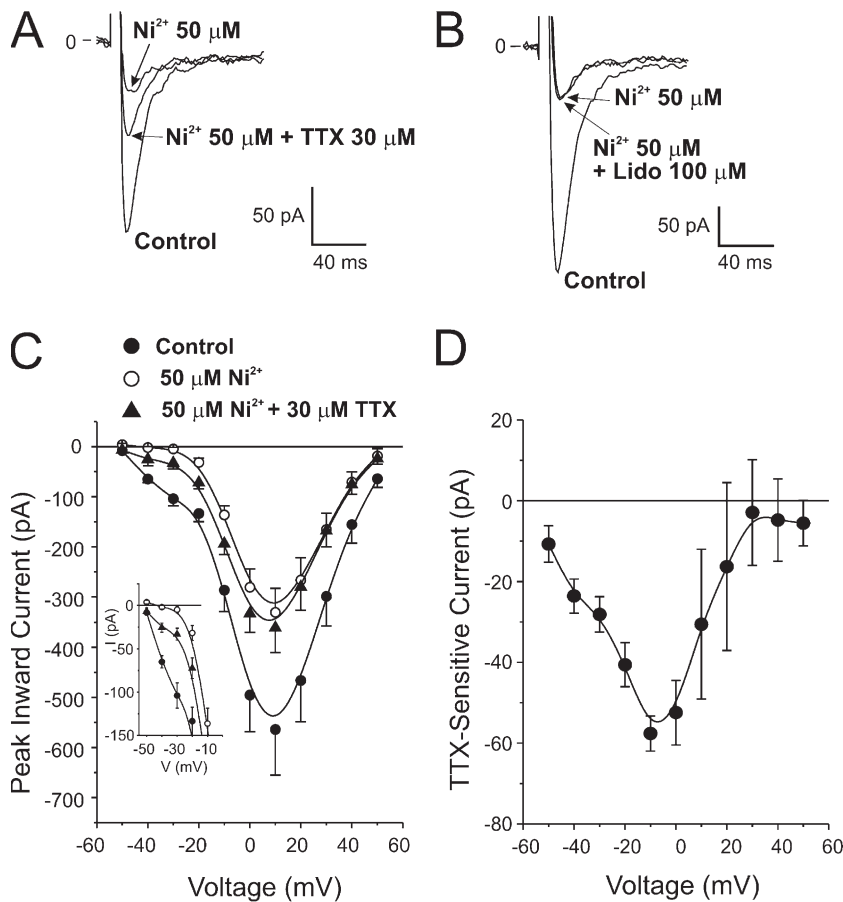 A
0
Ni²⁺ 50 μM
Ni²⁺ 50 μM + TTX 30 μM
Control
50 pA
40 ms
B
0
Ni²⁺ 50 μM
Ni²⁺ 50 μM
+ Lido 100 μM
Control
50 pA
40 ms
C
Control
50 μM Ni²⁺
50 μM Ni²⁺ + 30 μM TTX
Peak Inward Current (pA)
0
-100
-200
-300
-400
-500
-600
-700
-60 -40 -20 0 20 40 60
Voltage (mV)
I (pA)
0
-50
-100
-150
-50 -30 -10
V (mV)
D
TTX-Sensitive Current (pA)
20
0
-20
-40
-60
-80
-60 -40 -20 0 20 40 60
Voltage (mV)